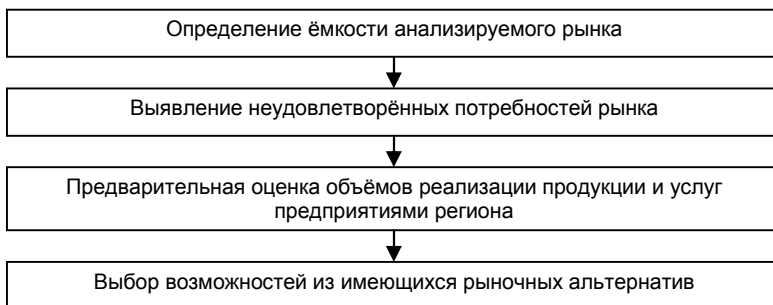 Определение ёмкости анализируемого рынка
Выявление неудовлетворённых потребностей рынка
Предварительная оценка объёмов реализации продукции и услуг
предприятиями региона
Выбор возможностей из имеющихся рыночных альтернатив